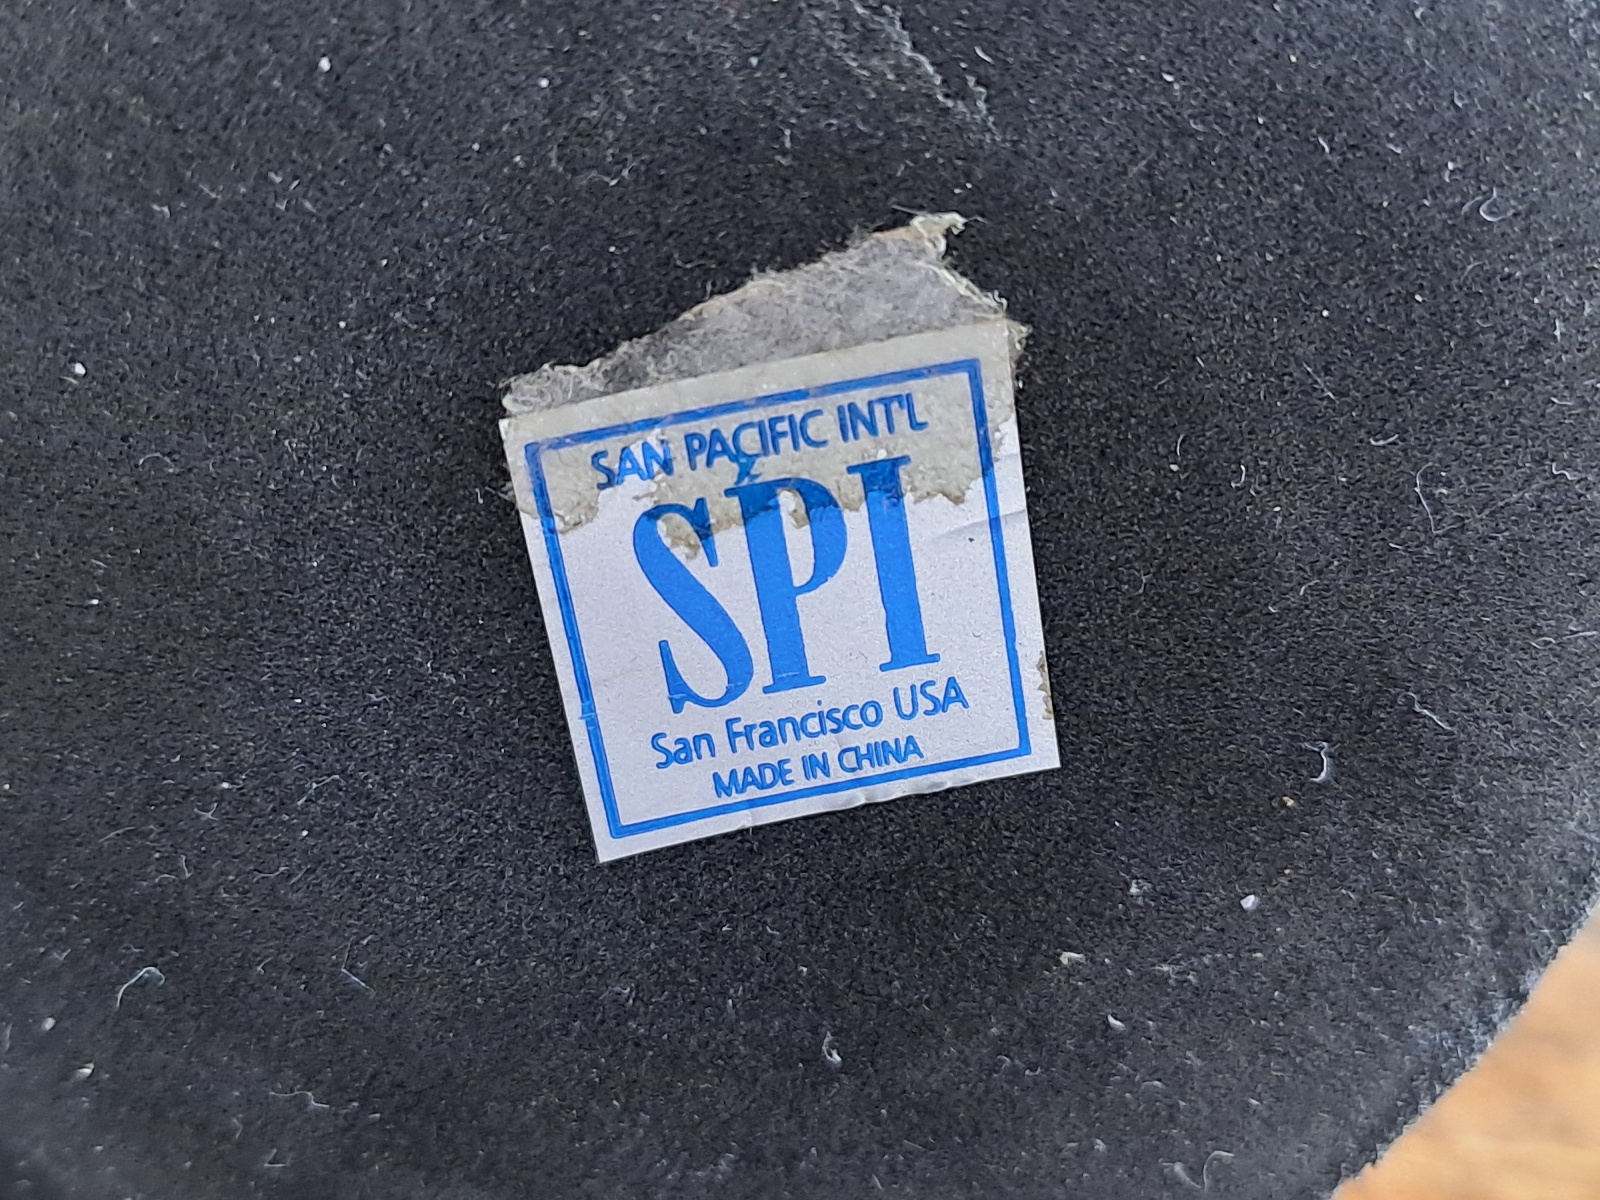 SAN PACIFIC INT'L
SPI
San Francisco USA
MADE IN CHINA